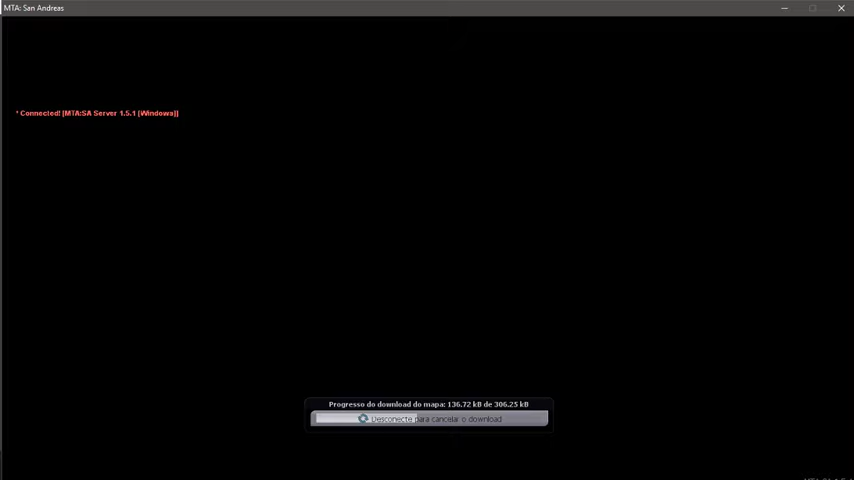 MTA: San Andreas
* Connected! [MTA:SA Server 1.5.1 [Windows]]
Progresso do download do mapa: 136.72 kB de 306.25 kB
Desconecte para cancelar o download